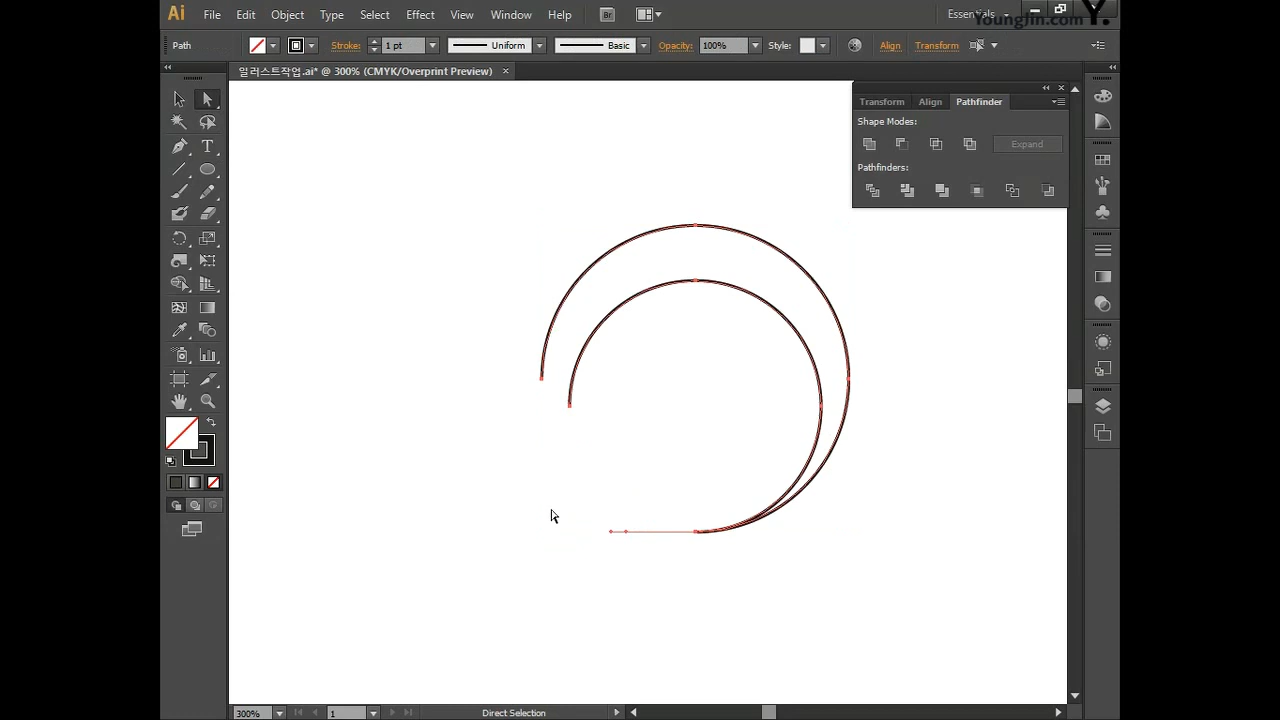 Ai File Edit Object Type Select Effect View Window Help Br Essentials
YoungJin.com Y.
Path Stroke: 1 pt Uniform Basic Opacity: 100% Style: Align Transform
일러스트작업.ai* @ 300% (CMYK/Overprint Preview) ×
Transform Align Pathfinder
Shape Modes:
Expand
Pathfinders:
T
300% 1 Direct Selection